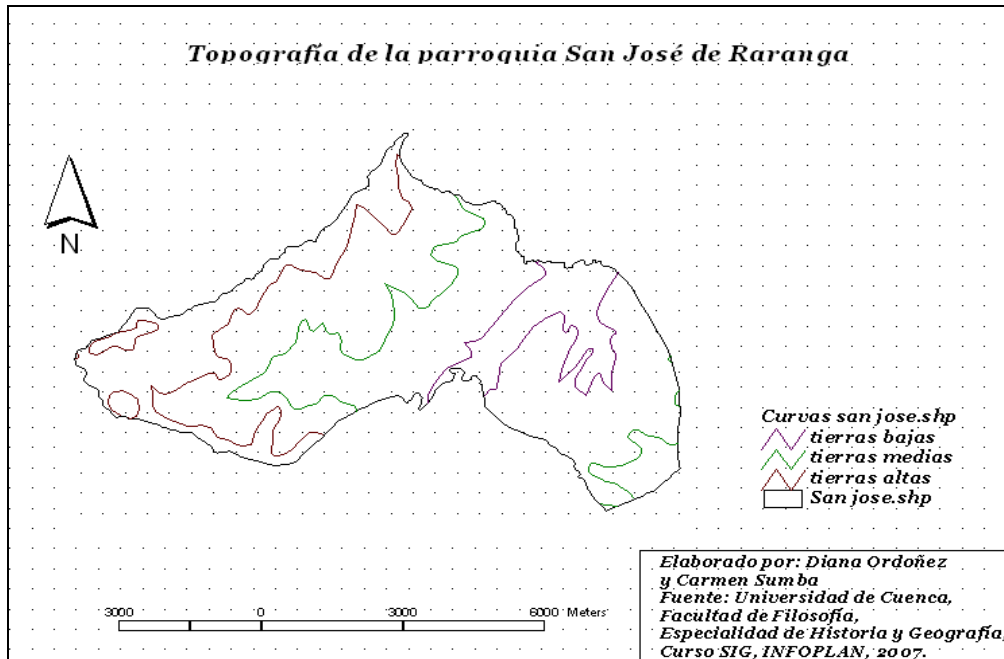 Topografía de la parroquia San José de Raranga
N
Curvas san jose.shp
tierras bajas
tierras medias
tierras altas
San jose.shp
3000 0 3000 6000 Meters
Elaborado por: Diana Ordoñez
y Carmen Sumba
Fuente: Universidad de Cuenca,
Facultad de Filosofía,
Especialidad de Historia y Geografía,
Curso SIG, INFOPLAN, 2007.